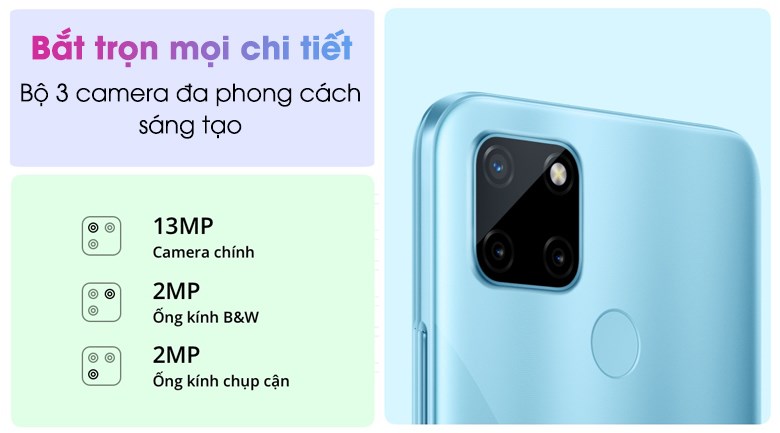 Bắt trọn mọi chi tiết
Bộ 3 camera đa phong cách
sáng tạo
13MP
Camera chính
2MP
Ống kính B&W
2MP
Ống kính chụp cận